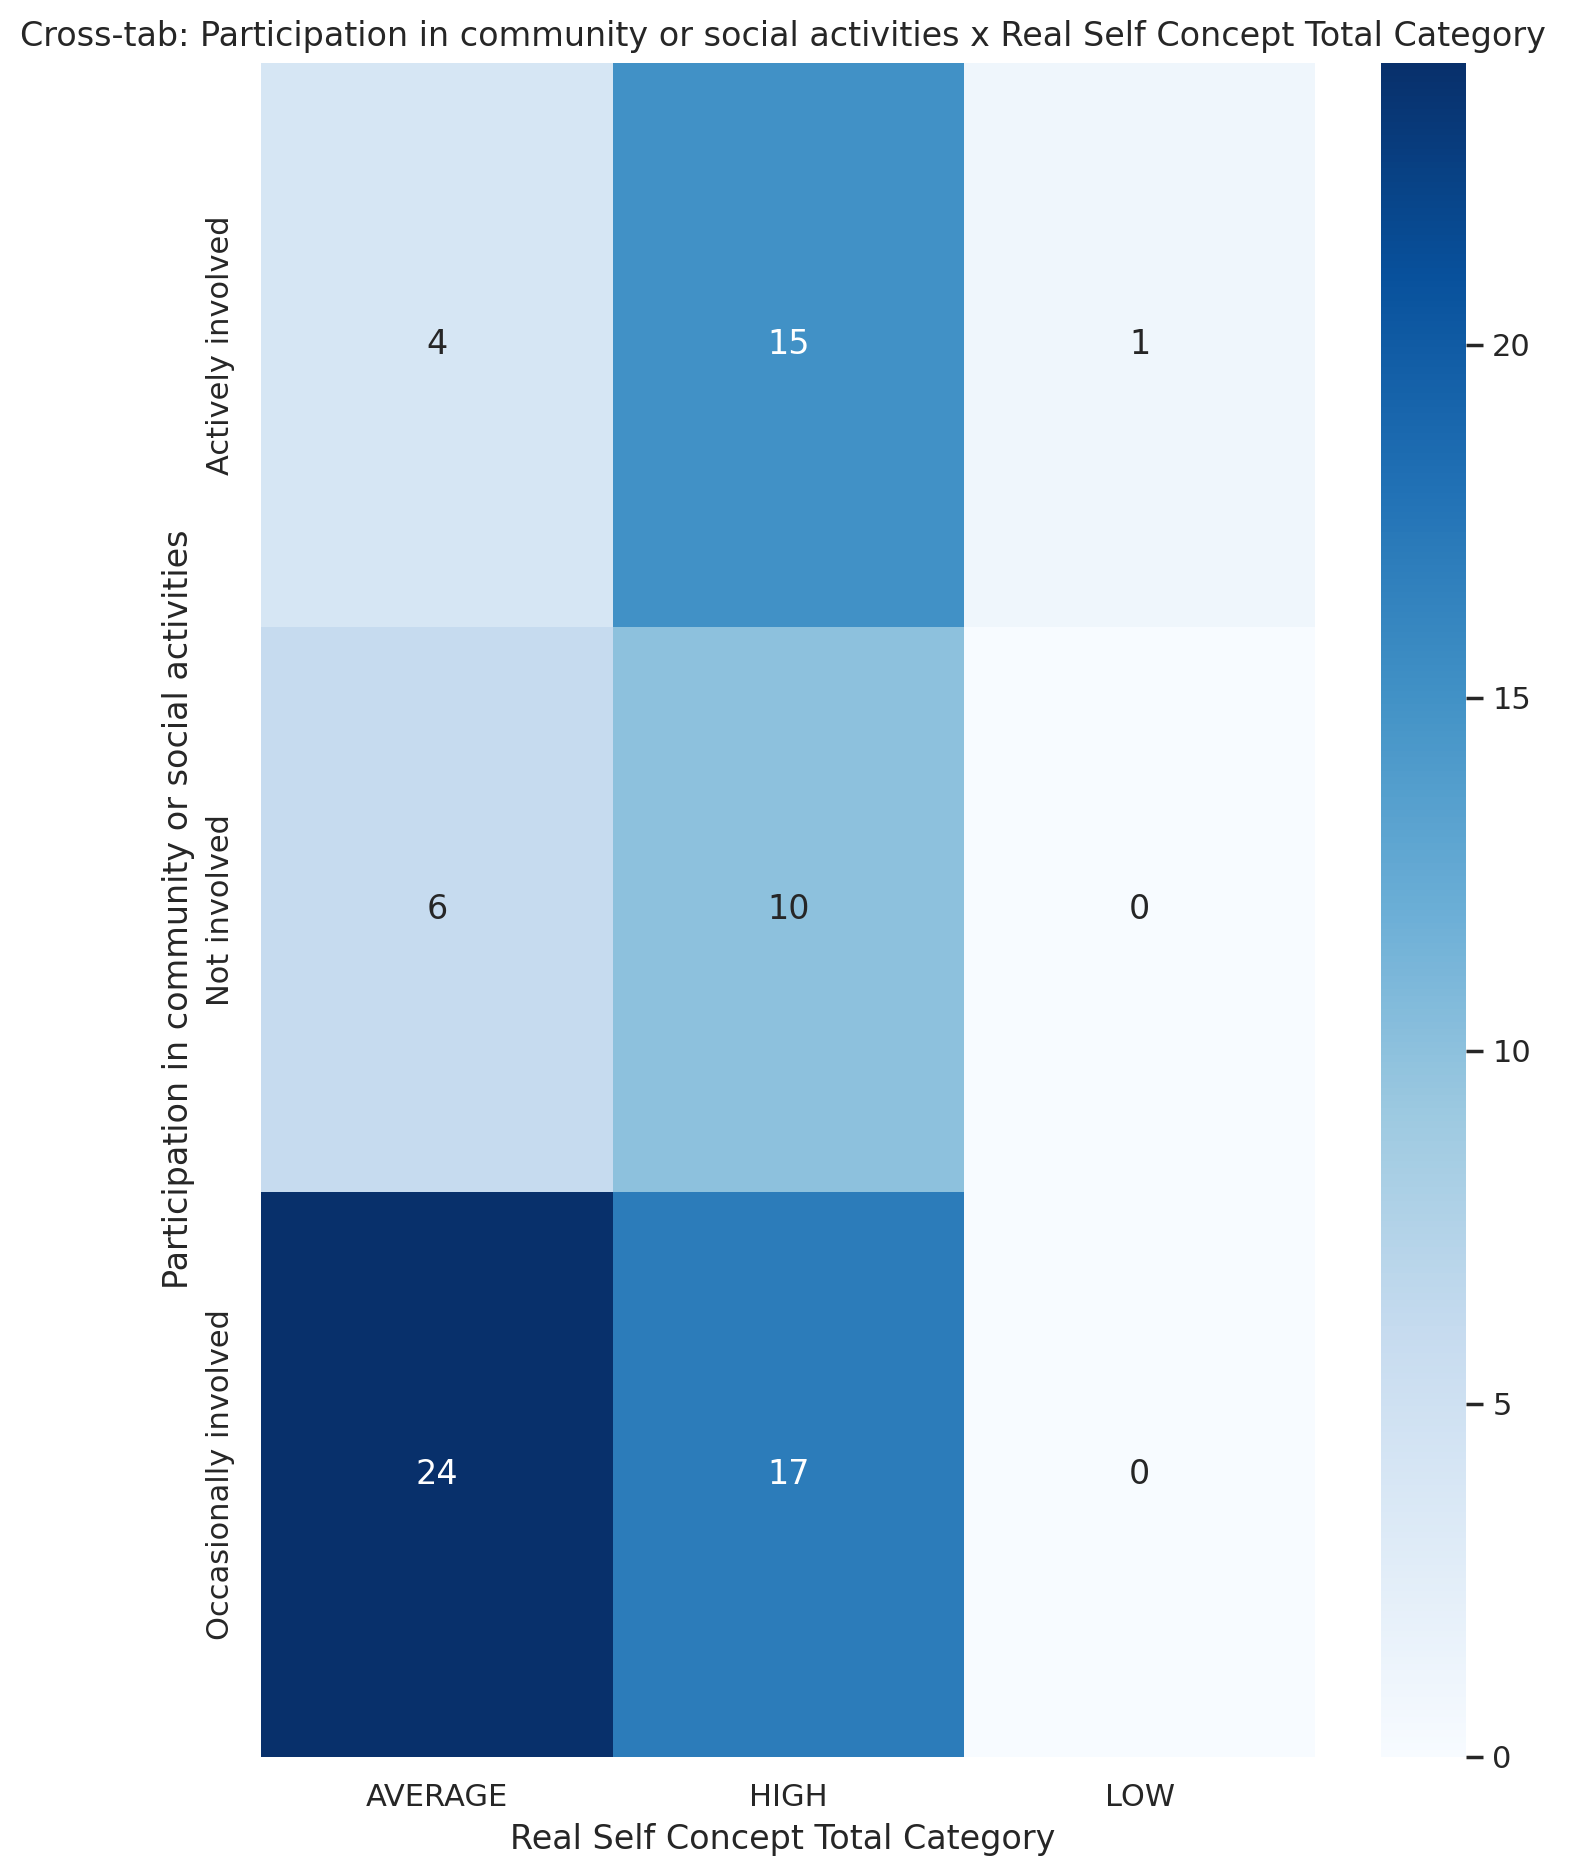 Cross-tab: Participation in community or social activities x Real Self Concept Total Category
Participation in community or social activities
Actively involved
4 15 1
Not involved
6 10 0
Occasionally involved
24 17 0
AVERAGE HIGH LOW
Real Self Concept Total Category
20
15
10
5
0